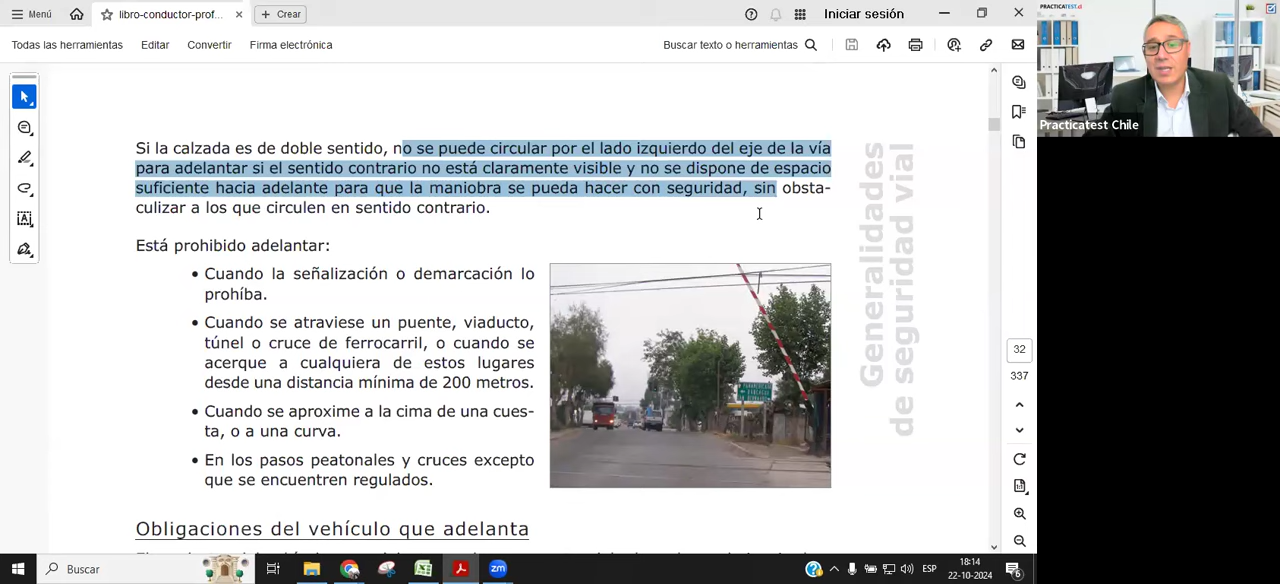 Menú
libro-conductor-prof...
Crear
Iniciar sesión
Todas las herramientas
Editar
Convertir
Firma electrónica
Buscar texto o herramientas
PRACTICATEST.cl
Practicatest Chile
Si la calzada es de doble sentido, no se puede circular por el lado izquierdo del eje de la vía
para adelantar si el sentido contrario no está claramente visible y no se dispone de espacio
suficiente hacia adelante para que la maniobra se pueda hacer con seguridad, sin obsta-
culizar a los que circulen en sentido contrario.
Está prohibido adelantar:
• Cuando la señalización o demarcación lo
prohíba.
• Cuando se atraviese un puente, viaducto,
túnel o cruce de ferrocarril, o cuando se
acerque a cualquiera de estos lugares
desde una distancia mínima de 200 metros.
• Cuando se aproxime a la cima de una cues-
ta, o a una curva.
• En los pasos peatonales y cruces excepto
que se encuentren regulados.
Generalidades
de seguridad vial
32
337
Obligaciones del vehículo que adelanta
Buscar
zm
ESP
18:14
22-10-2024
6